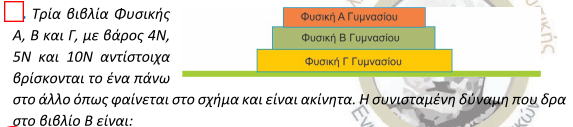 Τρία βιβλία Φυσικής
Α, Β και Γ, με βάρος 4Ν,
5Ν και 10Ν αντίστοιχα
βρίσκονται το ένα πάνω
Φυσική Α Γυμνασίου
Φυσική Β Γυμνασίου
Φυσική Γ Γυμνασίου
στο άλλο όπως φαίνεται στο σχήμα και είναι ακίνητα. Η συνισταμένη δύναμη που δρα
στο βιβλίο Β είναι: